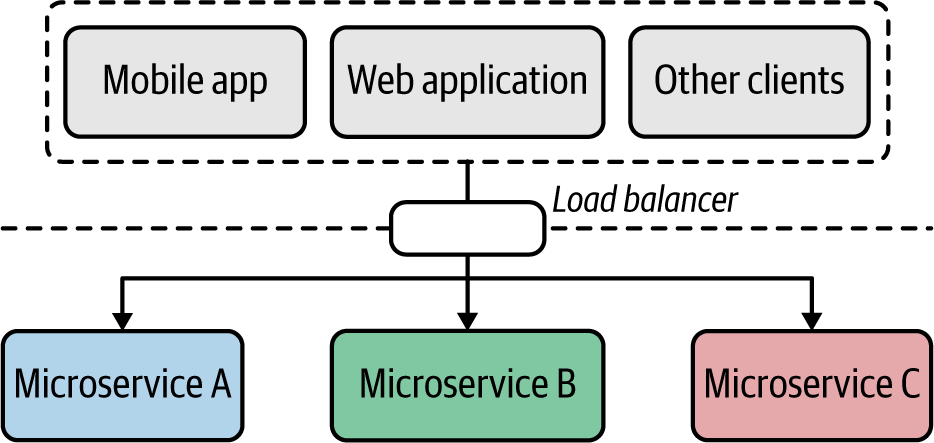 Mobile app
Web application
Other clients
Load balancer
Microservice A
Microservice B
Microservice C